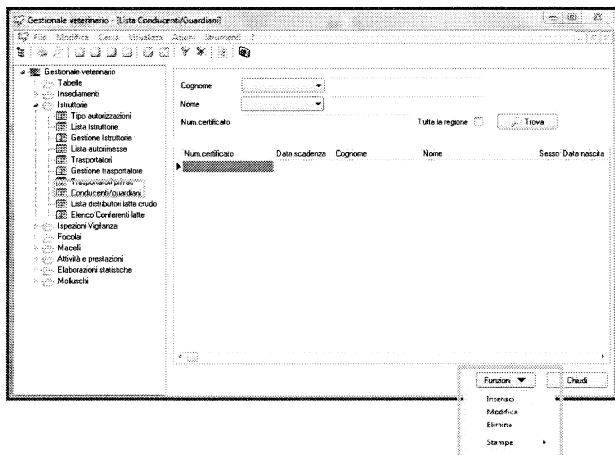 Gestionale veterinario - [Lista Conducenti/Guardiani]
File Modifica Cerca Visualizza Azioni Strumenti ?
Gestionale veterinario
Tabelle
Insediamenti
Istruttorie
Tipo autorizzazioni
Lista Istruttorie
Gestione Istruttorie
Lista autorimesse
Trasportatori
Gestione trasportatore
Trasportatori privati
Conducenti/guardiani
Lista distributori latte crudo
Elenco Conferenti latte
Ispezioni Vigilanza
Focolai
Macelli
Attività e prestazioni
Elaborazioni statistiche
Molluschi
Cognome
Nome
Num.certificato Tutta la regione Trova
Num.certificato Data scadenza Cognome Nome Sesso Data nascita
Funzioni Chiudi
Inserisci
Modifica
Elimina
Stampe